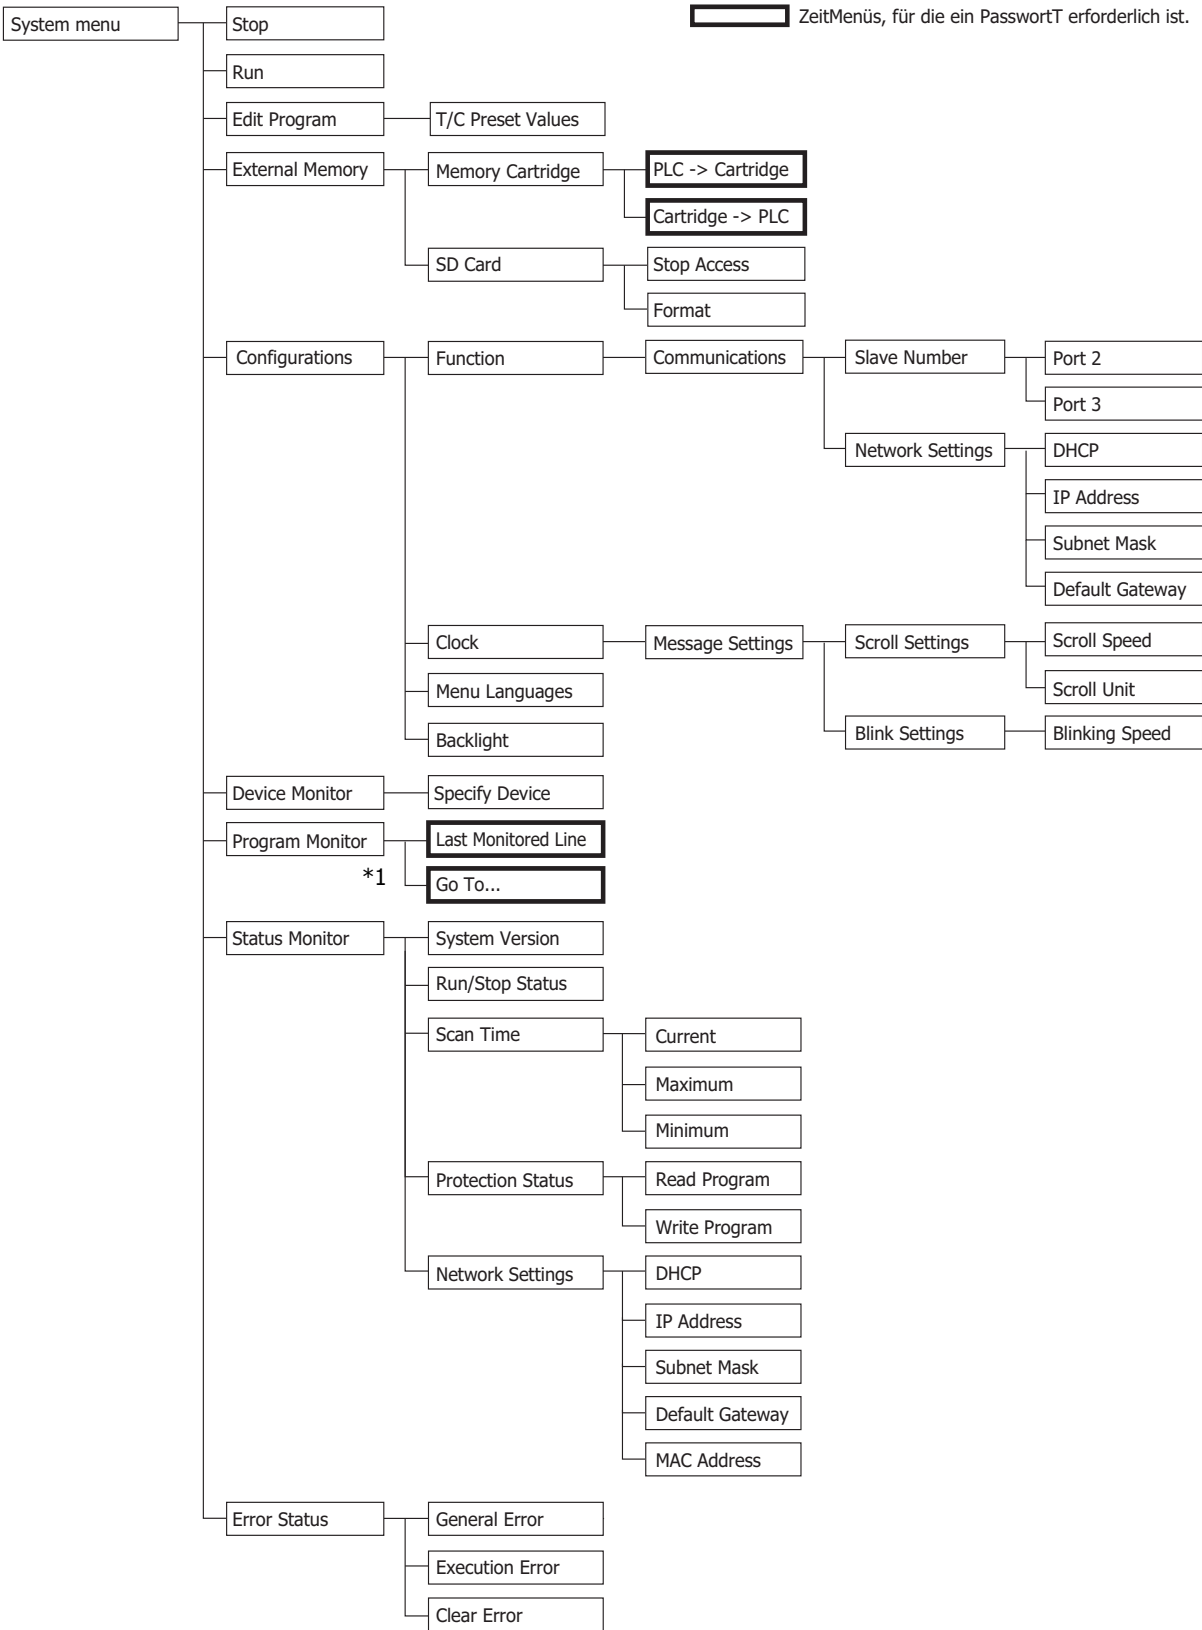 System menu
Stop
ZeitMenüs, für die ein PasswortT erforderlich ist.
Run
Edit Program
T/C Preset Values
External Memory
Memory Cartridge
PLC -> Cartridge
Cartridge -> PLC
SD Card
Stop Access
Format
Configurations
Function
Communications
Slave Number
Port 2
Port 3
Network Settings
DHCP
IP Address
Subnet Mask
Default Gateway
Clock
Message Settings
Scroll Settings
Scroll Speed
Scroll Unit
Menu Languages
Backlight
Blink Settings
Blinking Speed
Device Monitor
Specify Device
Program Monitor
Last Monitored Line
*1
Go To...
Status Monitor
System Version
Run/Stop Status
Scan Time
Current
Maximum
Minimum
Protection Status
Read Program
Write Program
Network Settings
DHCP
IP Address
Subnet Mask
Default Gateway
MAC Address
Error Status
General Error
Execution Error
Clear Error